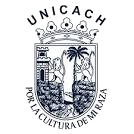 UNICACH
POR LA CULTURA DE MI RAZA